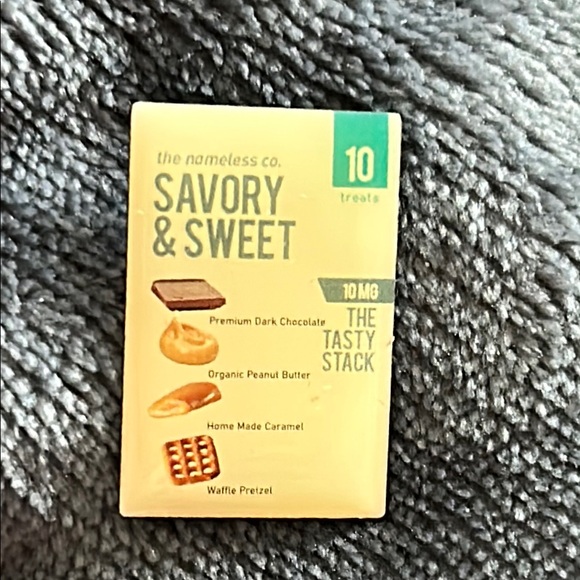 the nameless co.
SAVORY
& SWEET
10
treats
10 MG
THE
TASTY
STACK
Premium Dark Chocolate
Organic Peanut Butter
Home Made Caramel
Waffle Pretzel